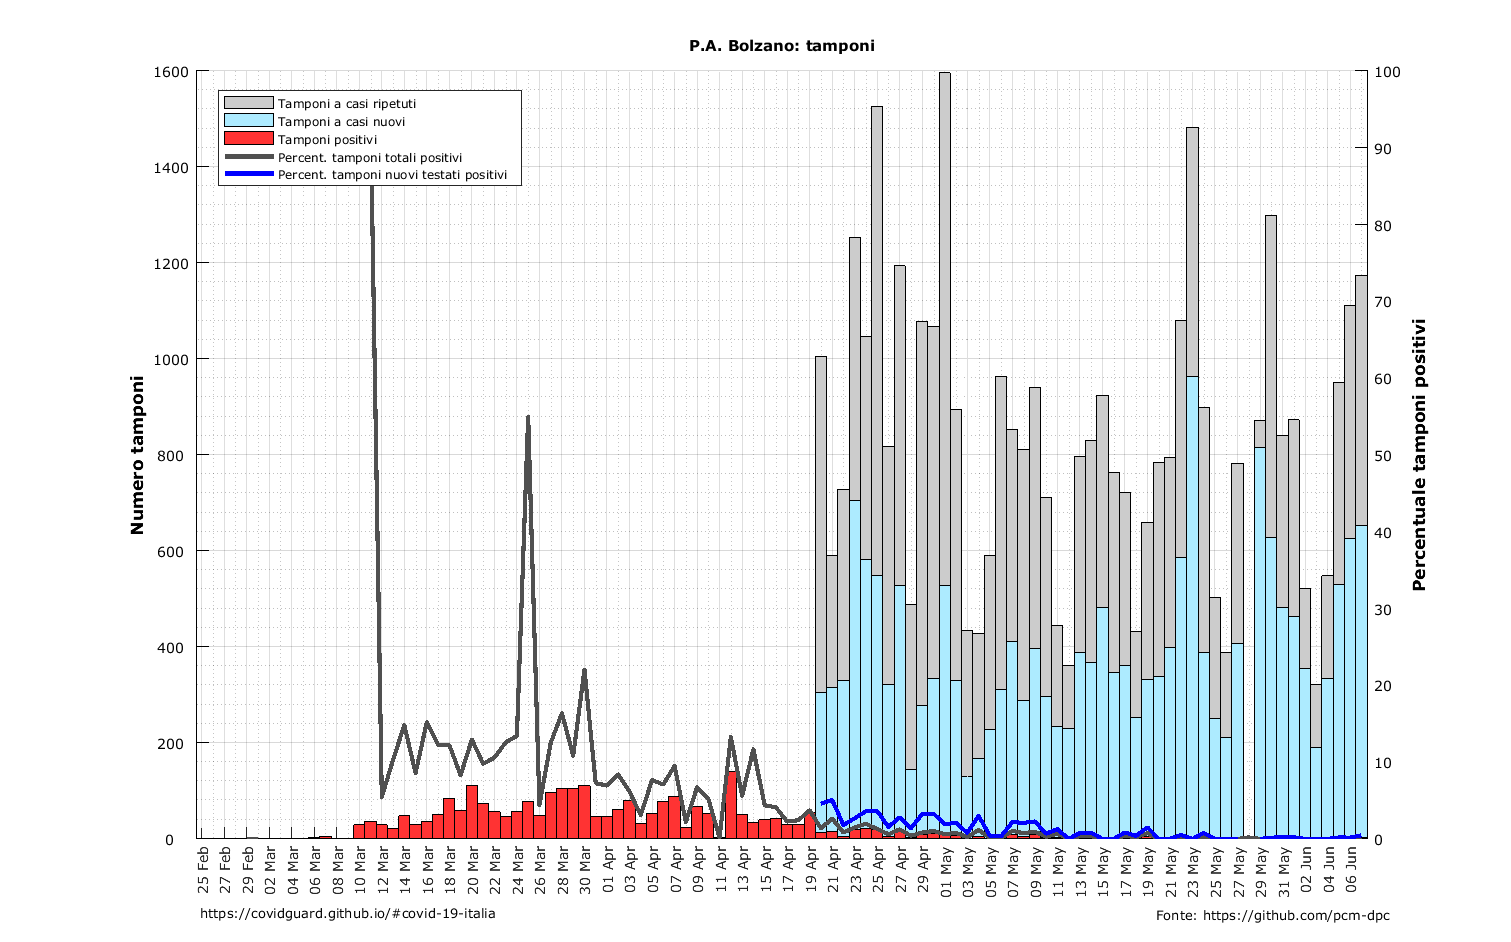 P.A. Bolzano: tamponi
Tamponi a casi ripetuti
Tamponi a casi nuovi
Tamponi positivi
Percent. tamponi totali positivi
Percent. tamponi nuovi testati positivi
Numero tamponi
1600
1400
1200
1000
800
600
400
200
0
Percentuale tamponi positivi
100
90
80
70
60
50
40
30
20
10
0
25 Feb
27 Feb
29 Feb
02 Mar
04 Mar
06 Mar
08 Mar
10 Mar
12 Mar
14 Mar
16 Mar
18 Mar
20 Mar
22 Mar
24 Mar
26 Mar
28 Mar
30 Mar
01 Apr
03 Apr
05 Apr
07 Apr
09 Apr
11 Apr
13 Apr
15 Apr
17 Apr
19 Apr
21 Apr
23 Apr
25 Apr
27 Apr
29 Apr
01 May
03 May
05 May
07 May
09 May
11 May
13 May
15 May
17 May
19 May
21 May
23 May
25 May
27 May
29 May
31 May
02 Jun
04 Jun
06 Jun
https://covidguard.github.io/#covid-19-italia
Fonte: https://github.com/pcm-dpc